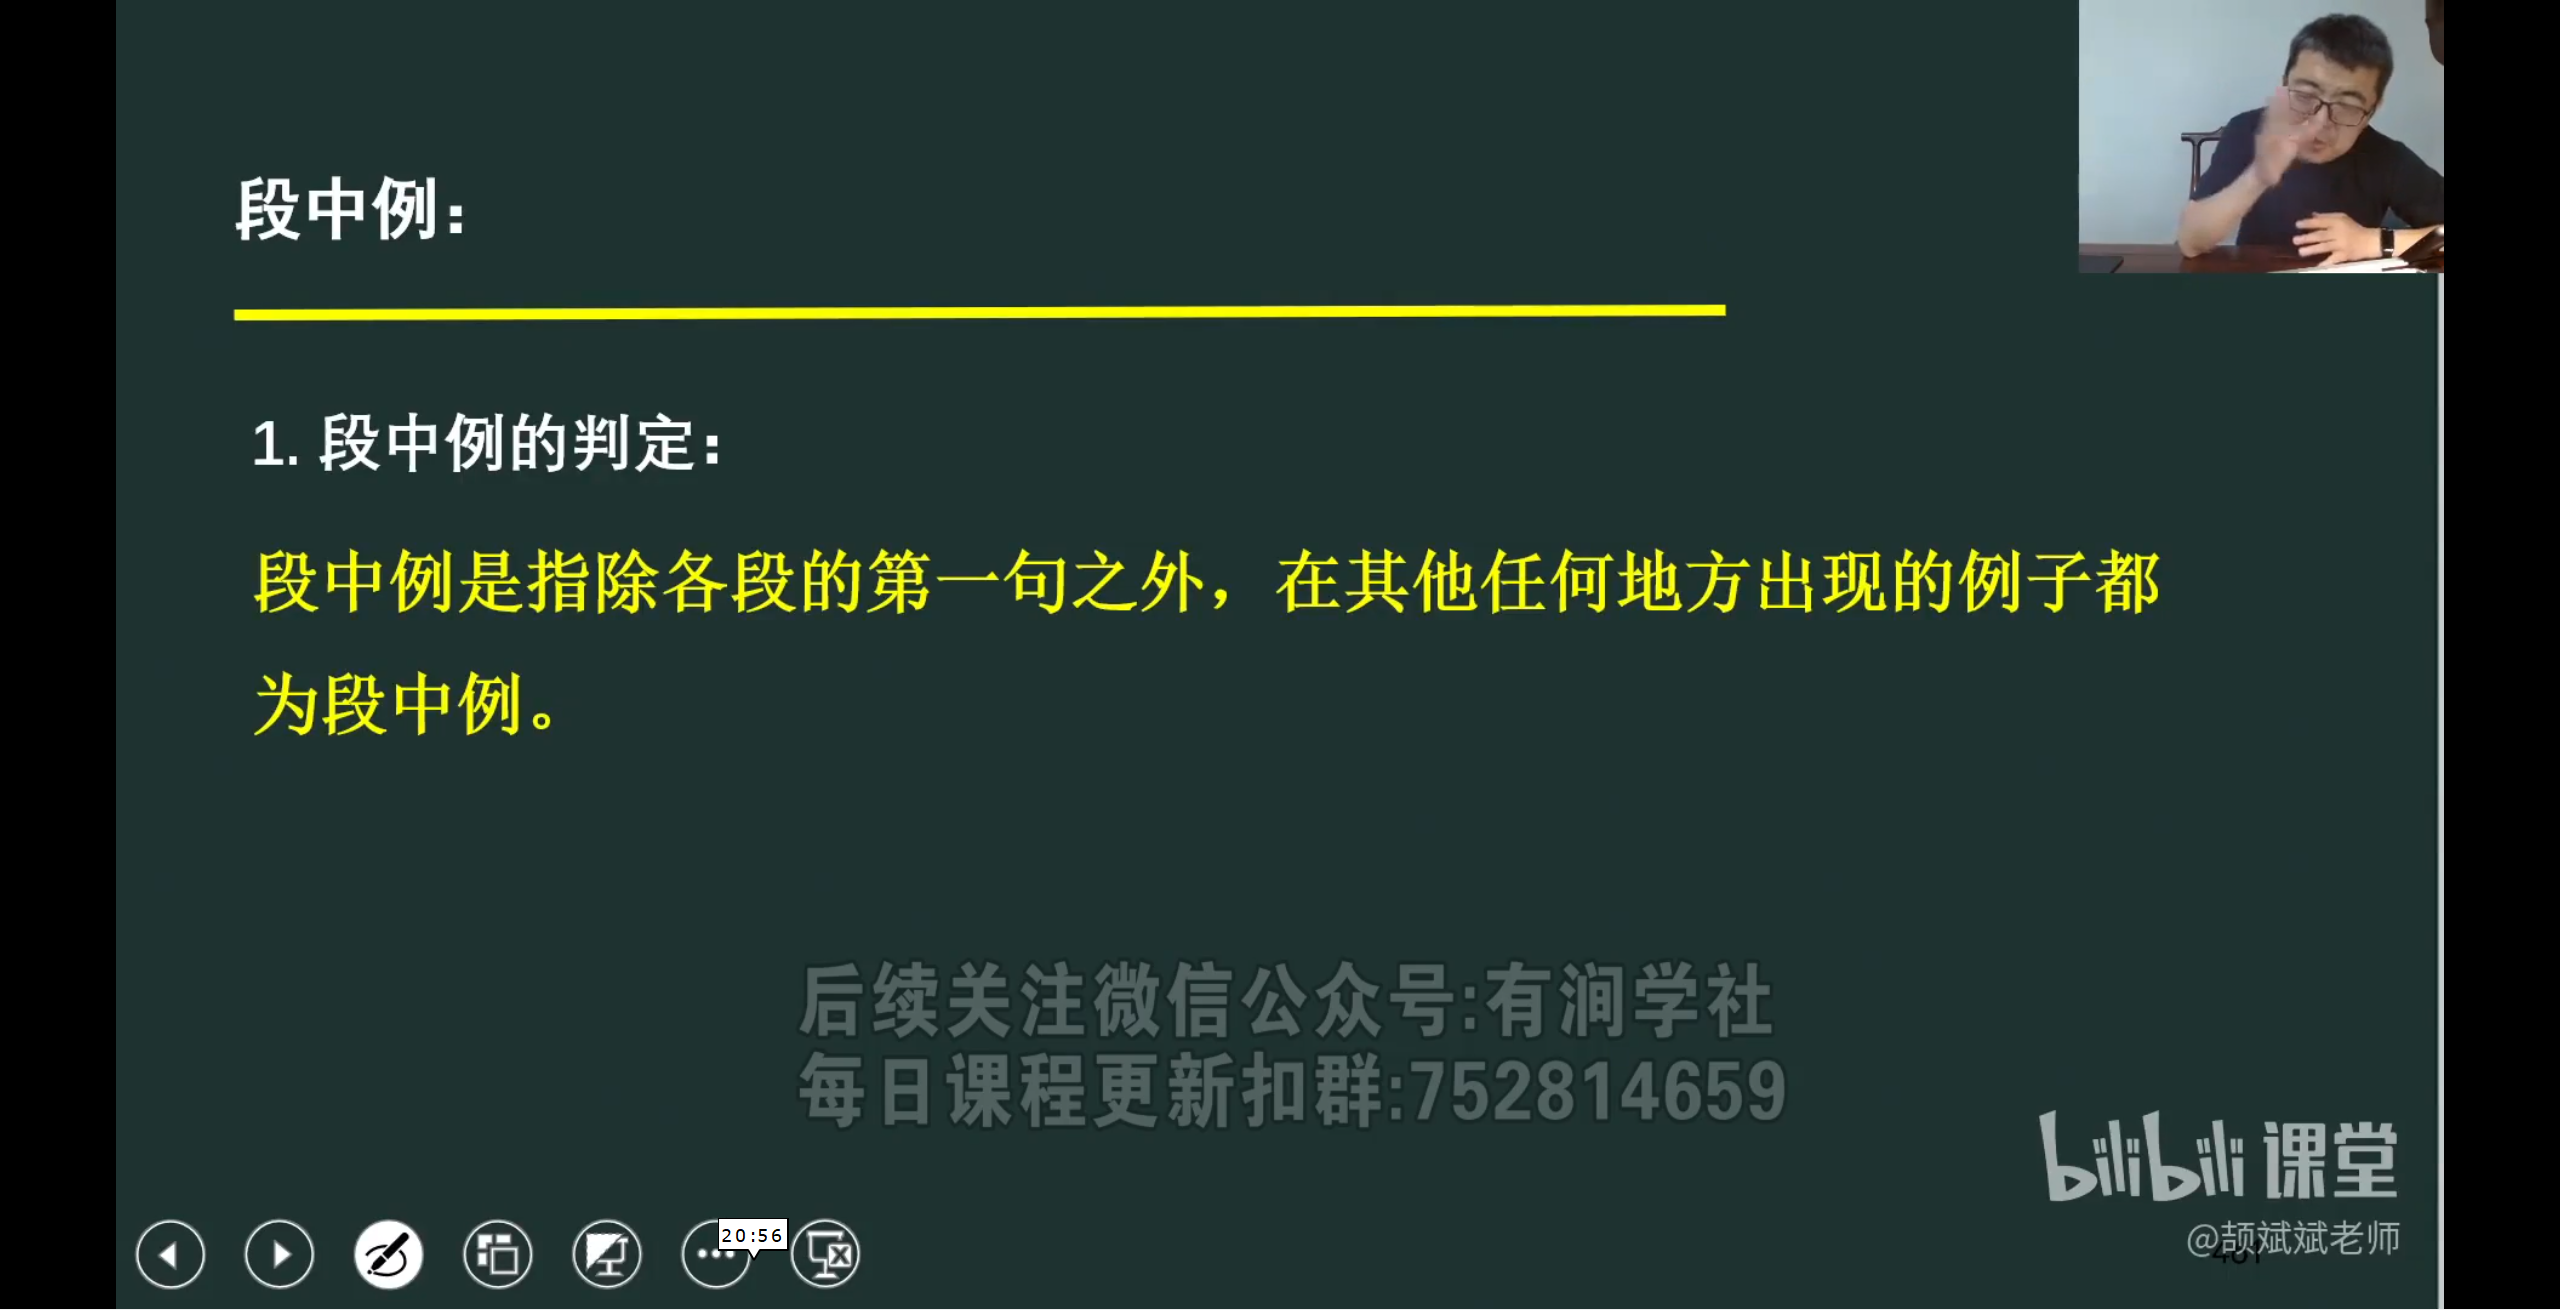 段中例：
1. 段中例的判定：
段中例是指除各段的第一句之外，在其他任何地方出现的例子都
为段中例。
后续关注微信公众号:有涧学社
每日课程更新扣群:752814659
bilibili 课堂
@颉斌斌老师
461
20:56